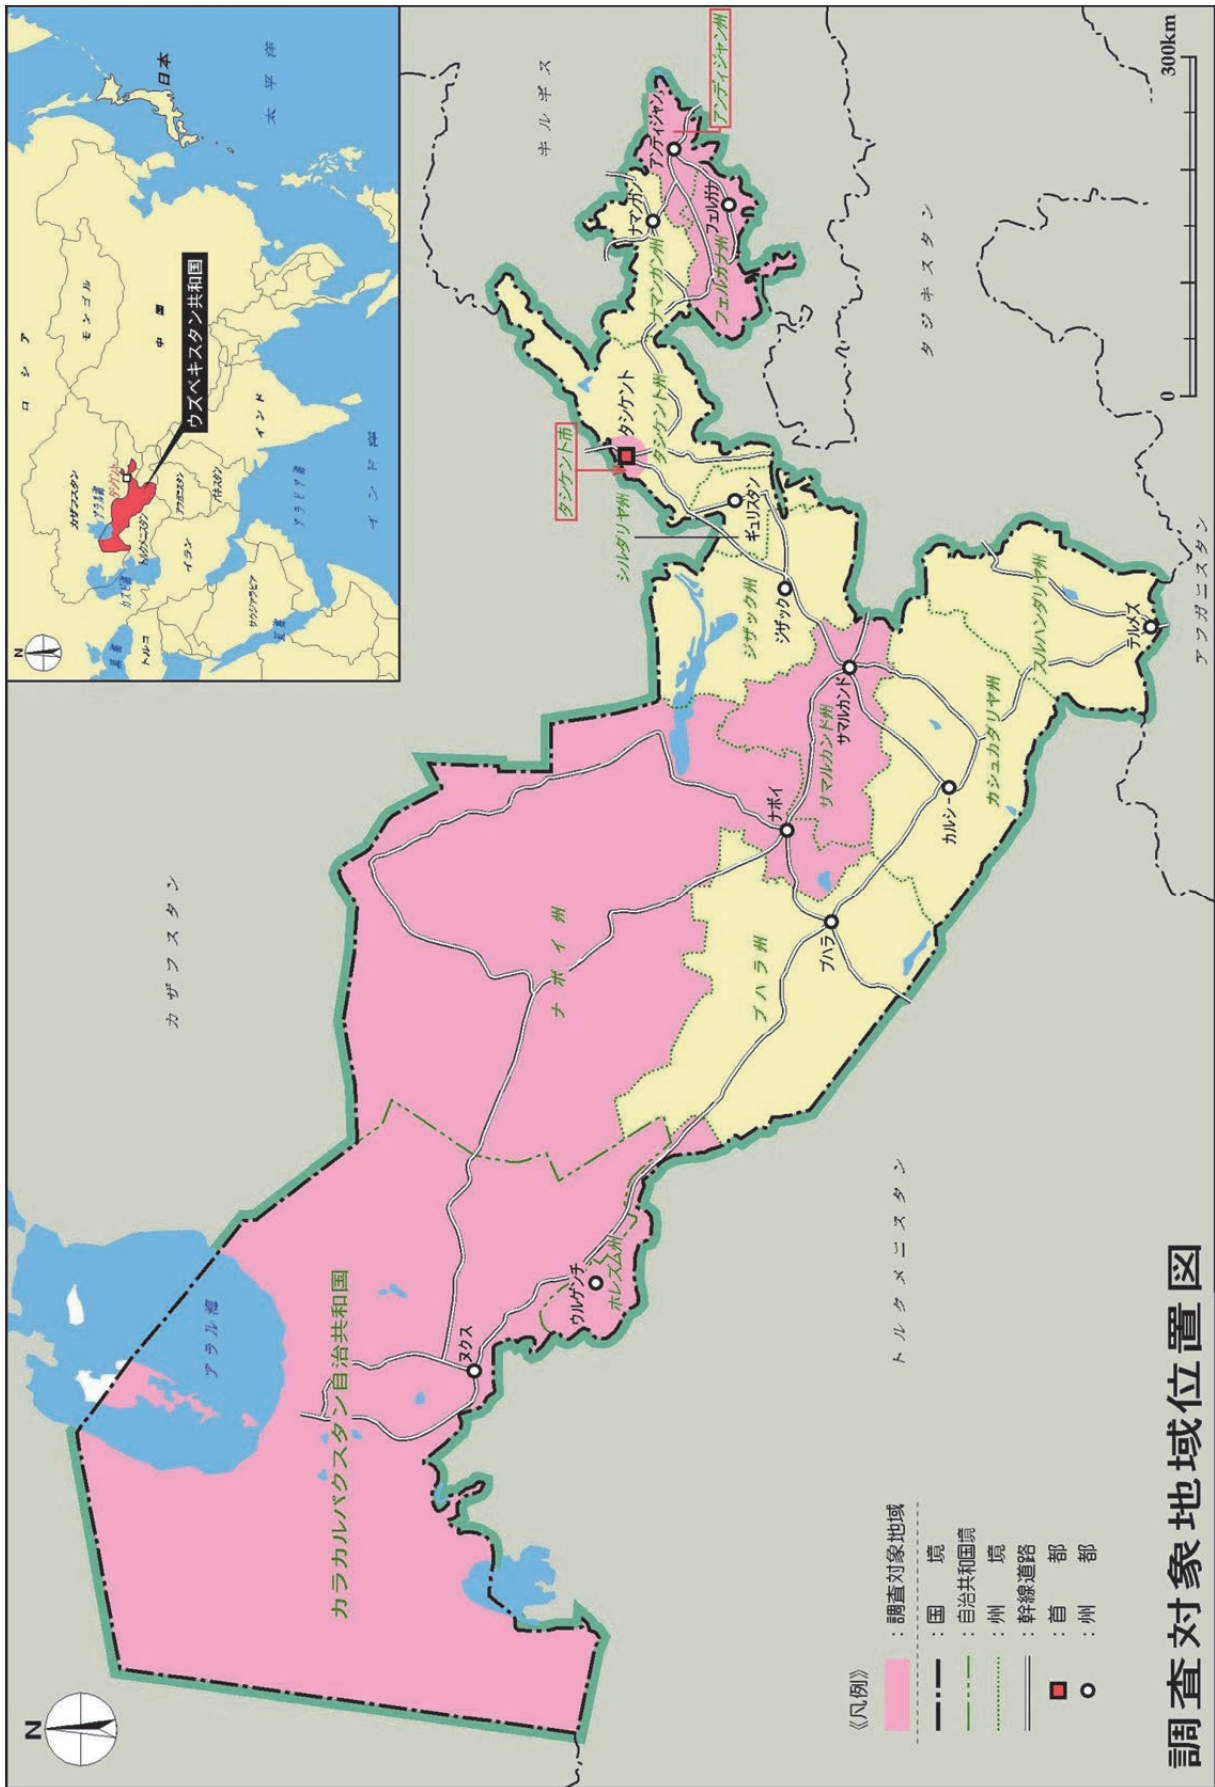 調査対象地域位置図
N
カザフスタン
キルギス
タジキスタン
アフガニスタン
トルクメニスタン
アラル海
カラカルパクスタン自治共和国
ヌクス
ウルゲンチ
ホレズム州
ナボイ州
ナボイ
ブハラ州
ブハラ
サマルカンド州
サマルカンド
カシュカダリヤ州
カルシー
スルハンダリヤ州
テルメズ
ジザック州
ジザック
シルダリヤ州
ギュリスタン
タシケント市
タシケント
タシケント州
ナマンガン州
ナマンガン
フェルガナ州
フェルガナ
アンディジャン
アンディジャン州
0 300km
《凡例》
：調査対象地域
：国境
：自治共和国境
：州境
：幹線道路
：首都
：州都
N
ロシア
モンゴル
中国
日本
太平洋
カザフスタン
アラル海
タシケント
ウズベキスタン共和国
カスピ海
トルクメニスタン
アフガニスタン
パキスタン
イラン
インド
黒海
トルコ
サウジアラビア
紅海
アラビア海
インド洋